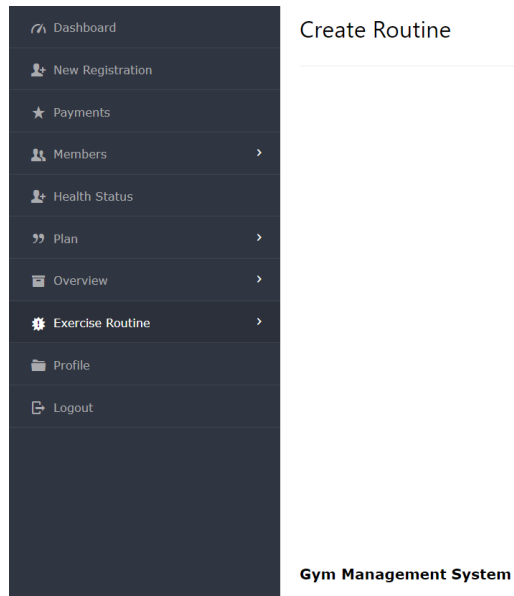 Dashboard
New Registration
Payments
Members
Health Status
Plan
Overview
Exercise Routine
Profile
Logout
Create Routine
Gym Management System